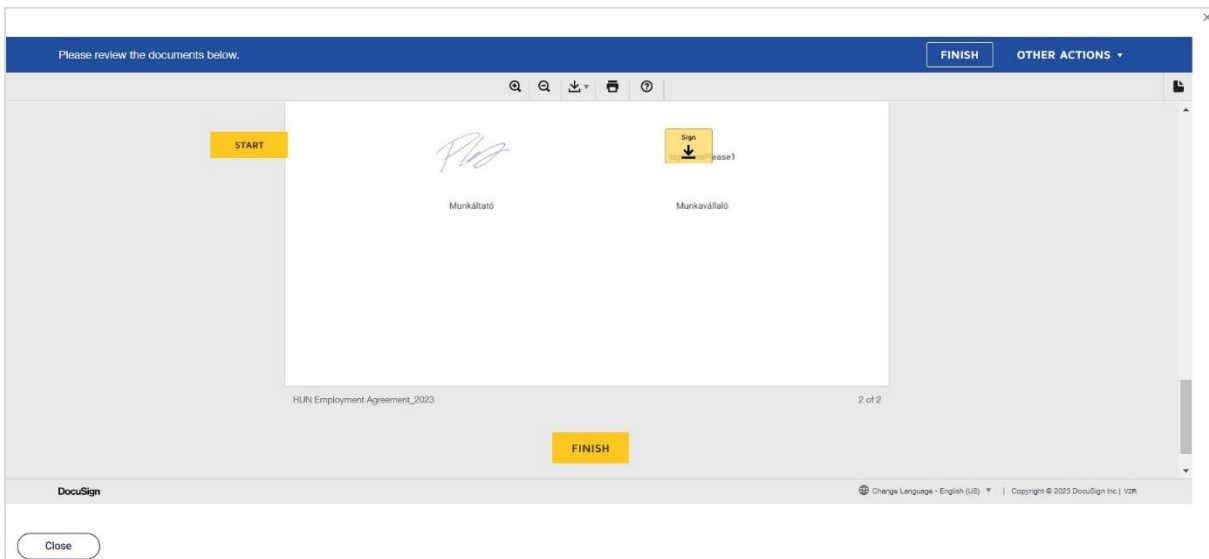 Please review the documents below.
FINISH
OTHER ACTIONS
START
Sign
ease1
Munkáltató
Munkavállaló
HUN Employment Agreement_2023
2 of 2
FINISH
DocuSign
Change Language - English (US)
| Copyright © 2023 DocuSign Inc. | V2R
Close